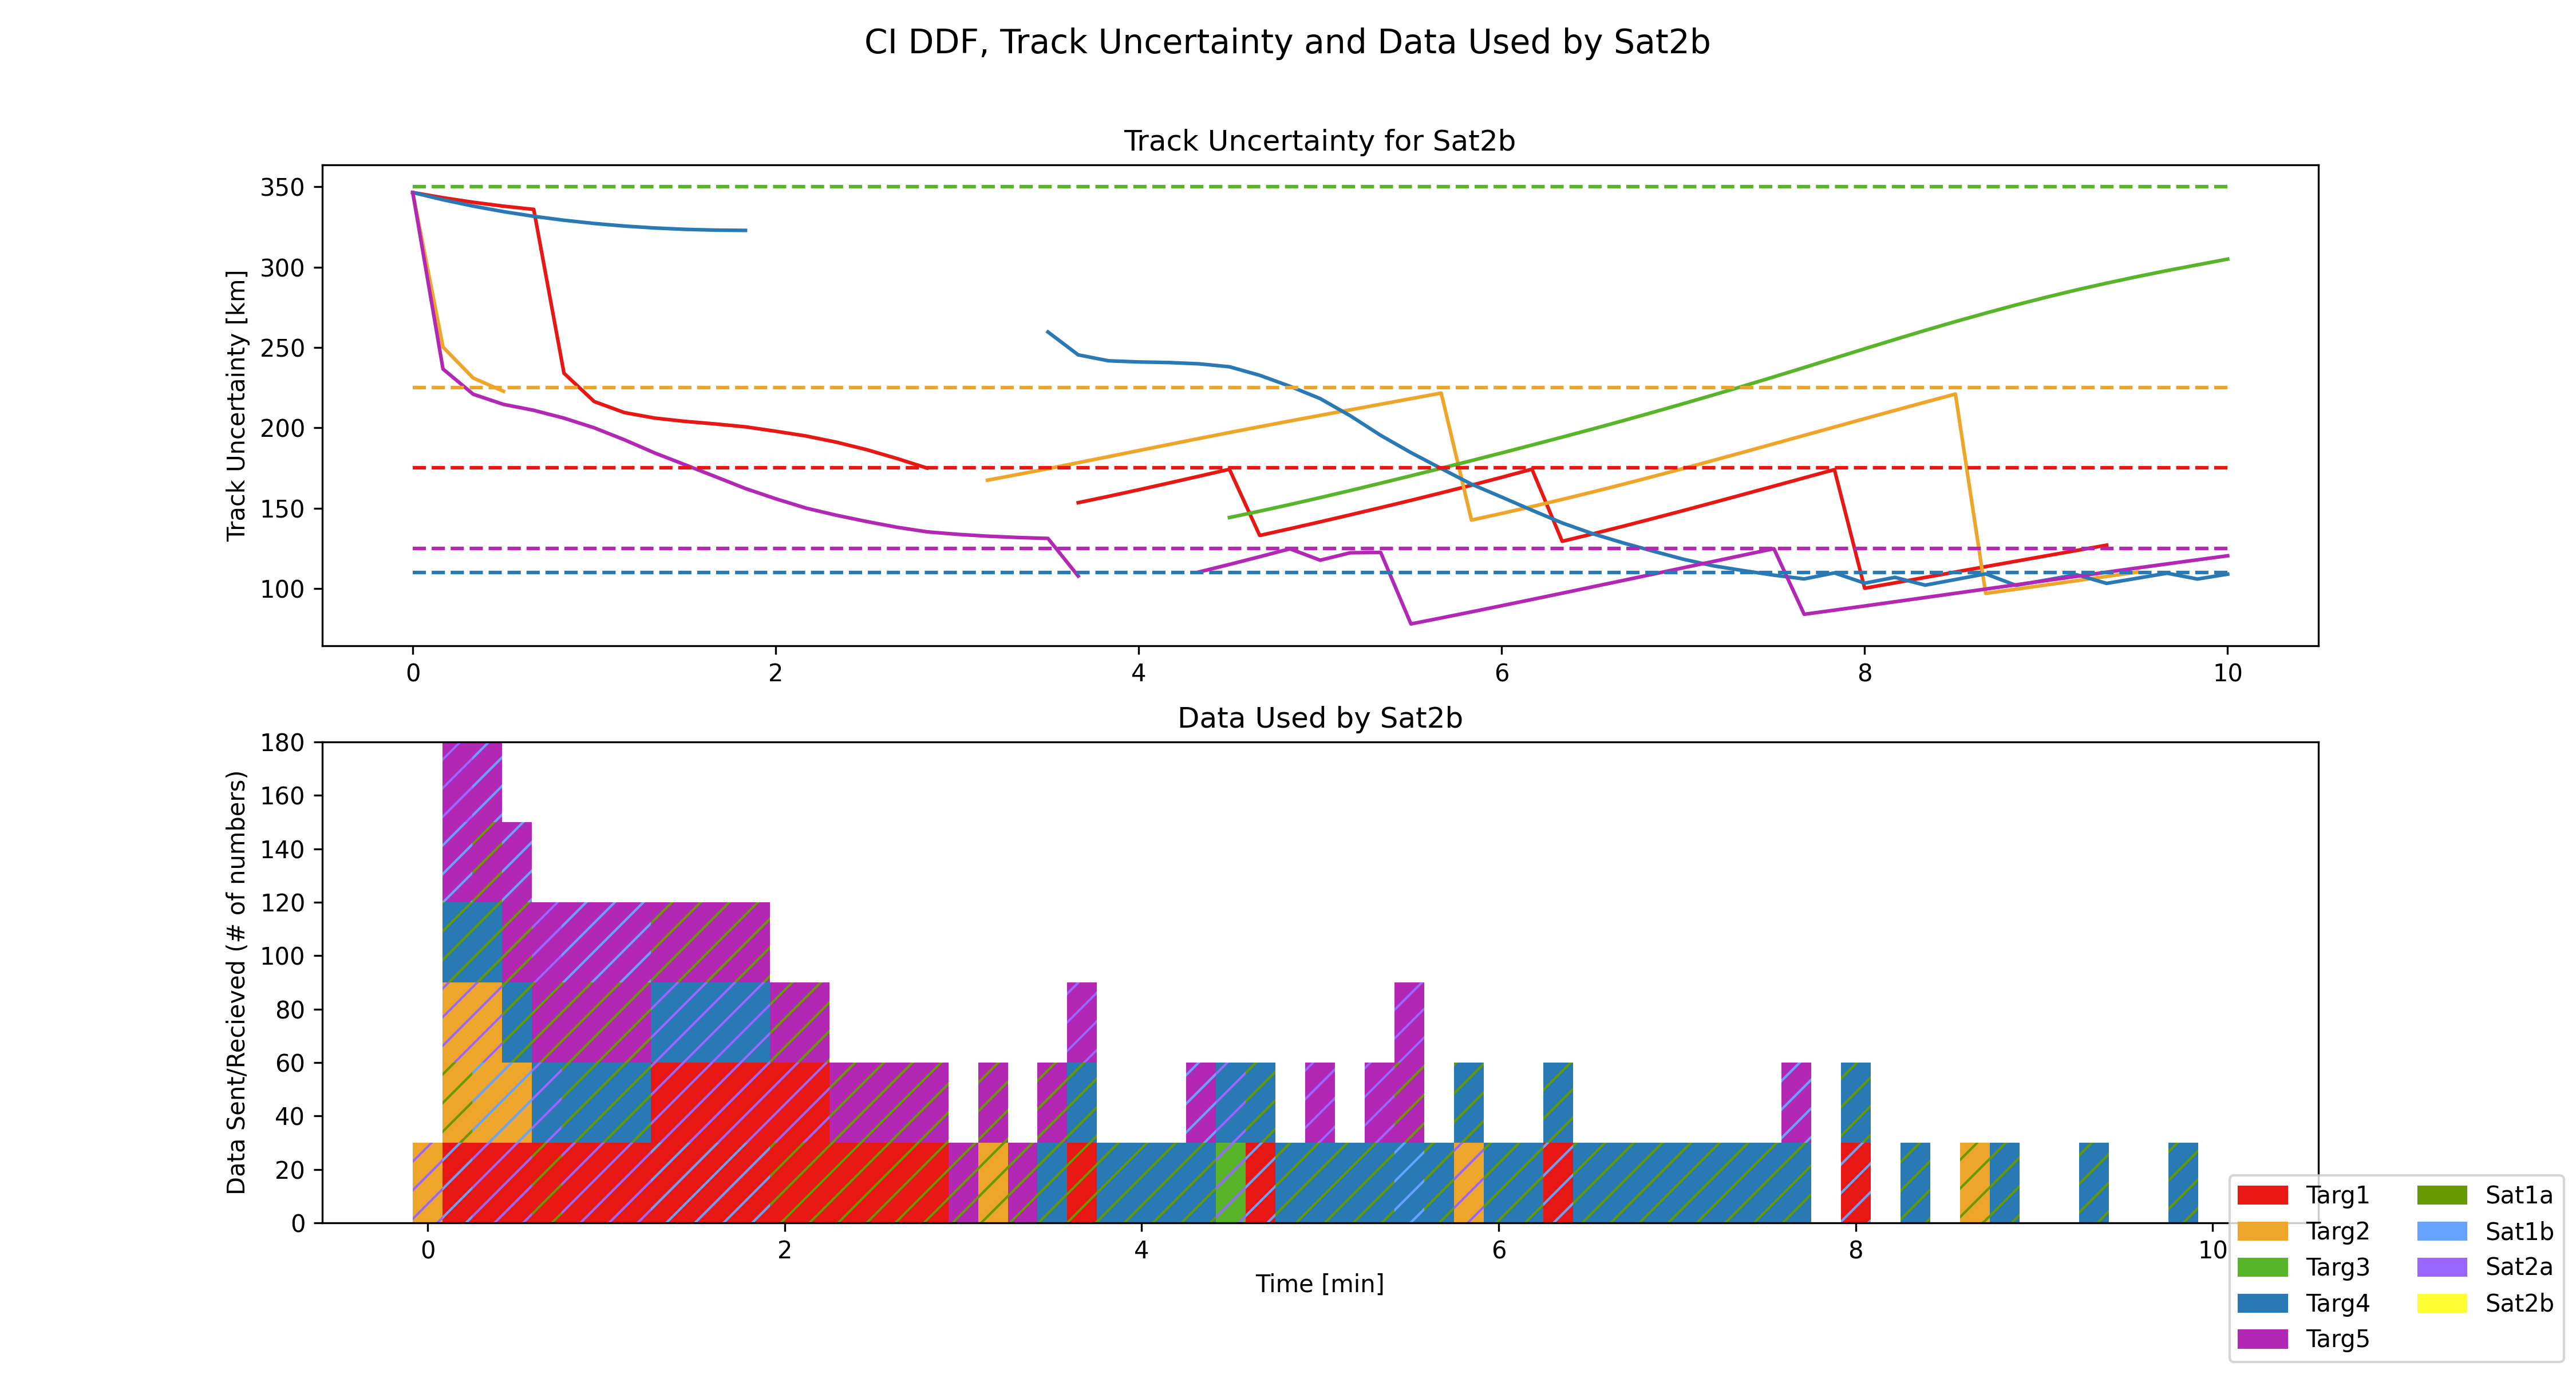 CI DDF, Track Uncertainty and Data Used by Sat2b
Track Uncertainty for Sat2b
Track Uncertainty [km]
350
300
250
200
150
100
0 2 4 6 8 10
Data Used by Sat2b
Data Sent/Recieved (# of numbers)
180
160
140
120
100
80
60
40
20
0
0 2 4 6 8 10
Time [min]
Targ1 Sat1a
Targ2 Sat1b
Targ3 Sat2a
Targ4 Sat2b
Targ5